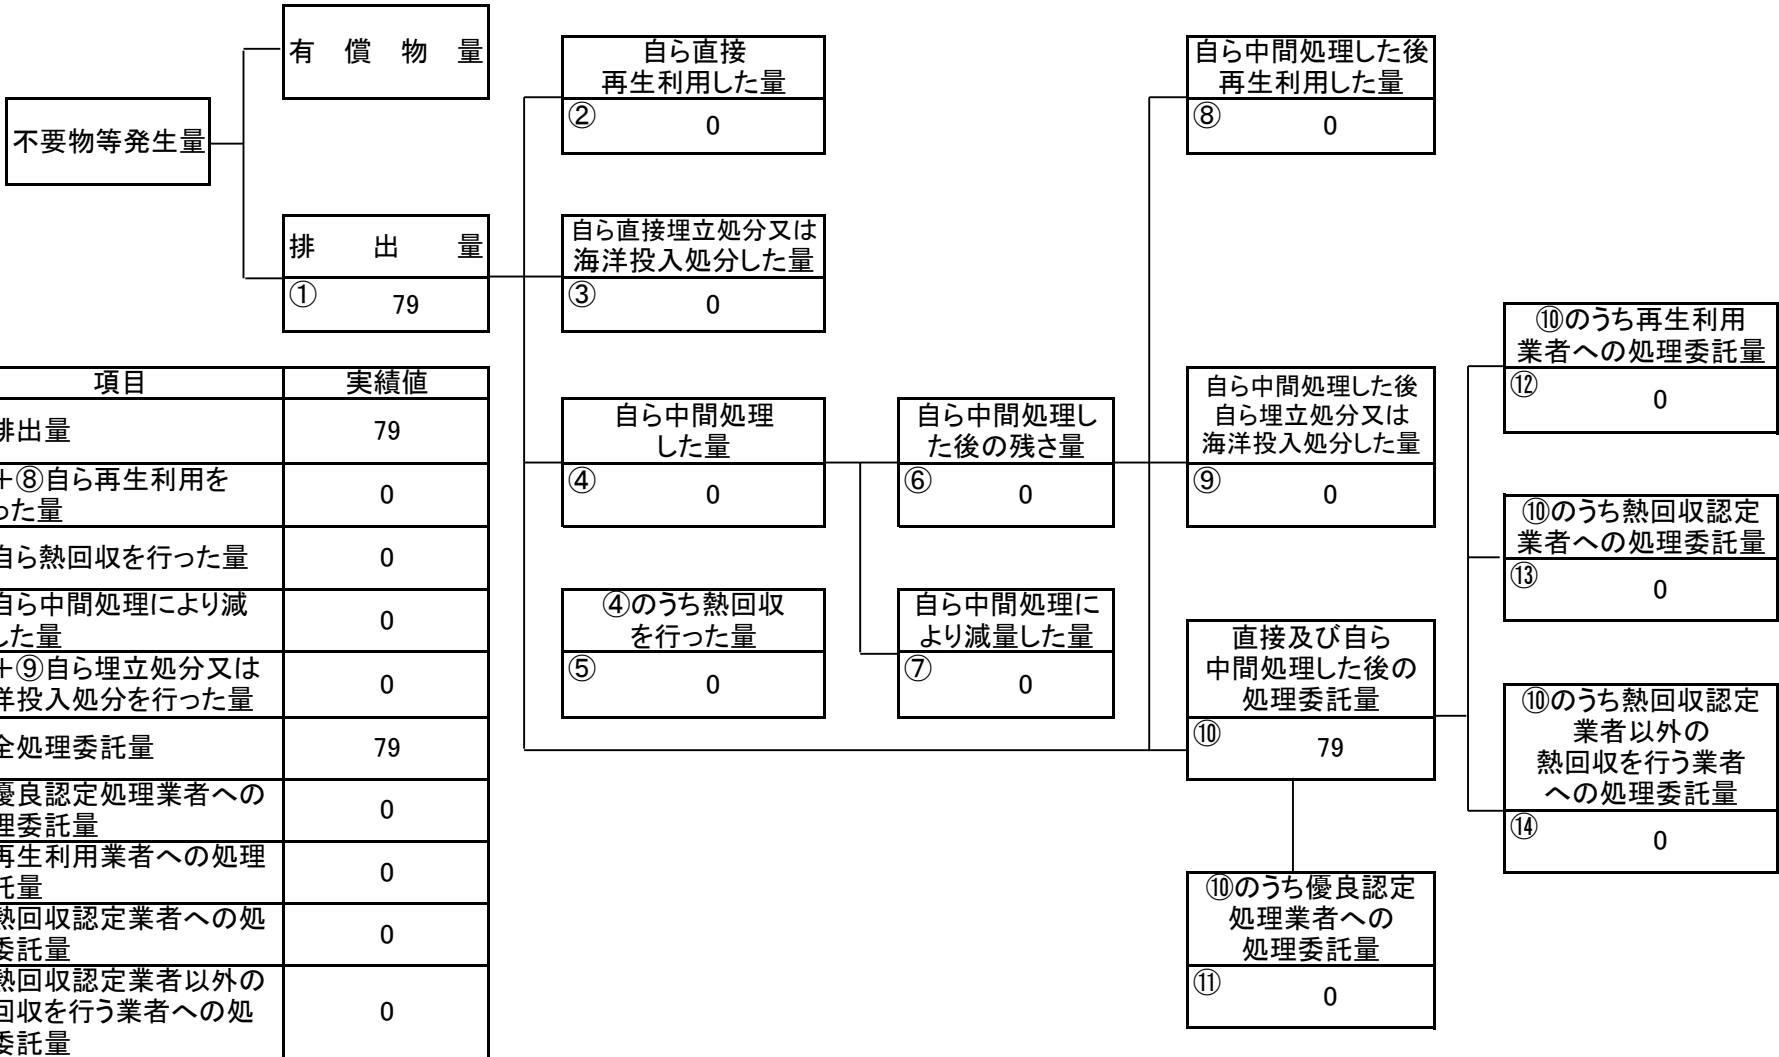 有償物量
不要物等発生量
排出量
① 79
自ら直接
再生利用した量
② 0
自ら直接埋立処分又は
海洋投入処分した量
③ 0
自ら中間処理
した量
④ 0
④のうち熱回収
を行った量
⑤ 0
自ら中間処理し
た後の残さ量
⑥ 0
自ら中間処理に
より減量した量
⑦ 0
自ら中間処理した後
再生利用した量
⑧ 0
自ら中間処理した後
自ら埋立処分又は
海洋投入処分した量
⑨ 0
直接及び自ら
中間処理した後の
処理委託量
⑩ 79
⑩のうち優良認定
処理業者への
処理委託量
⑪ 0
⑩のうち再生利用
業者への処理委託量
⑫ 0
⑩のうち熱回収認定
業者への処理委託量
⑬ 0
⑩のうち熱回収認定
業者以外の
熱回収を行う業者
への処理委託量
⑭ 0
項目 実績値
排出量 79
+⑧自ら再生利用を
った量 0
自ら熱回収を行った量 0
自ら中間処理により減
した量 0
+⑨自ら埋立処分又は
洋投入処分を行った量 0
全処理委託量 79
優良認定処理業者への
理委託量 0
再生利用業者への処理
託量 0
熱回収認定業者への処
委託量 0
熱回収認定業者以外の
回収を行う業者への処
委託量 0